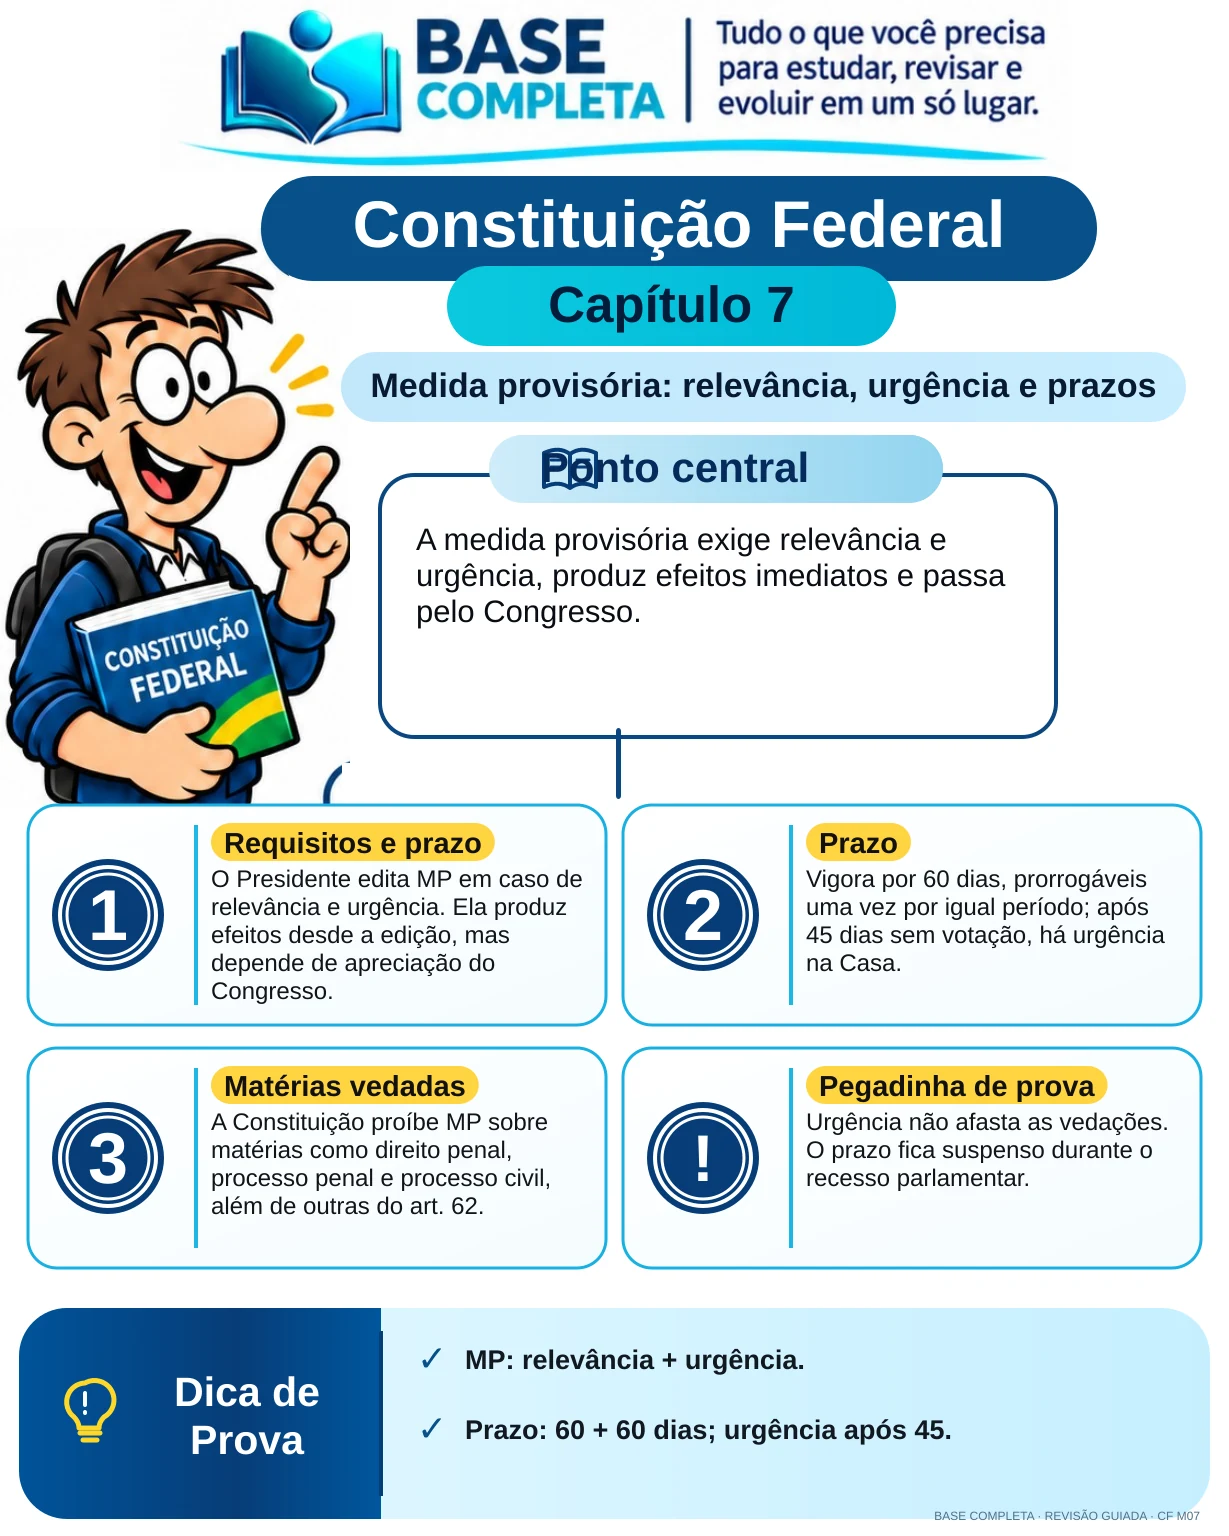 BASE
COMPLETA
Tudo o que você precisa
para estudar, revisar e
evoluir em um só lugar.
Constituição Federal
Capítulo 7
Medida provisória: relevância, urgência e prazos
Ponto central
A medida provisória exige relevância e
urgência, produz efeitos imediatos e passa
pelo Congresso.
CONSTITUIÇÃO
FEDERAL
1
Requisitos e prazo
O Presidente edita MP em caso de
relevância e urgência. Ela produz
efeitos desde a edição, mas
depende de apreciação do
Congresso.
2
Prazo
Vigora por 60 dias, prorrogáveis
uma vez por igual período; após
45 dias sem votação, há urgência
na Casa.
3
Matérias vedadas
A Constituição proíbe MP sobre
matérias como direito penal,
processo penal e processo civil,
além de outras do art. 62.
!
Pegadinha de prova
Urgência não afasta as vedações.
O prazo fica suspenso durante o
recesso parlamentar.
Dica de
Prova
✓ MP: relevância + urgência.
✓ Prazo: 60 + 60 dias; urgência após 45.
BASE COMPLETA · REVISÃO GUIADA · CF M07